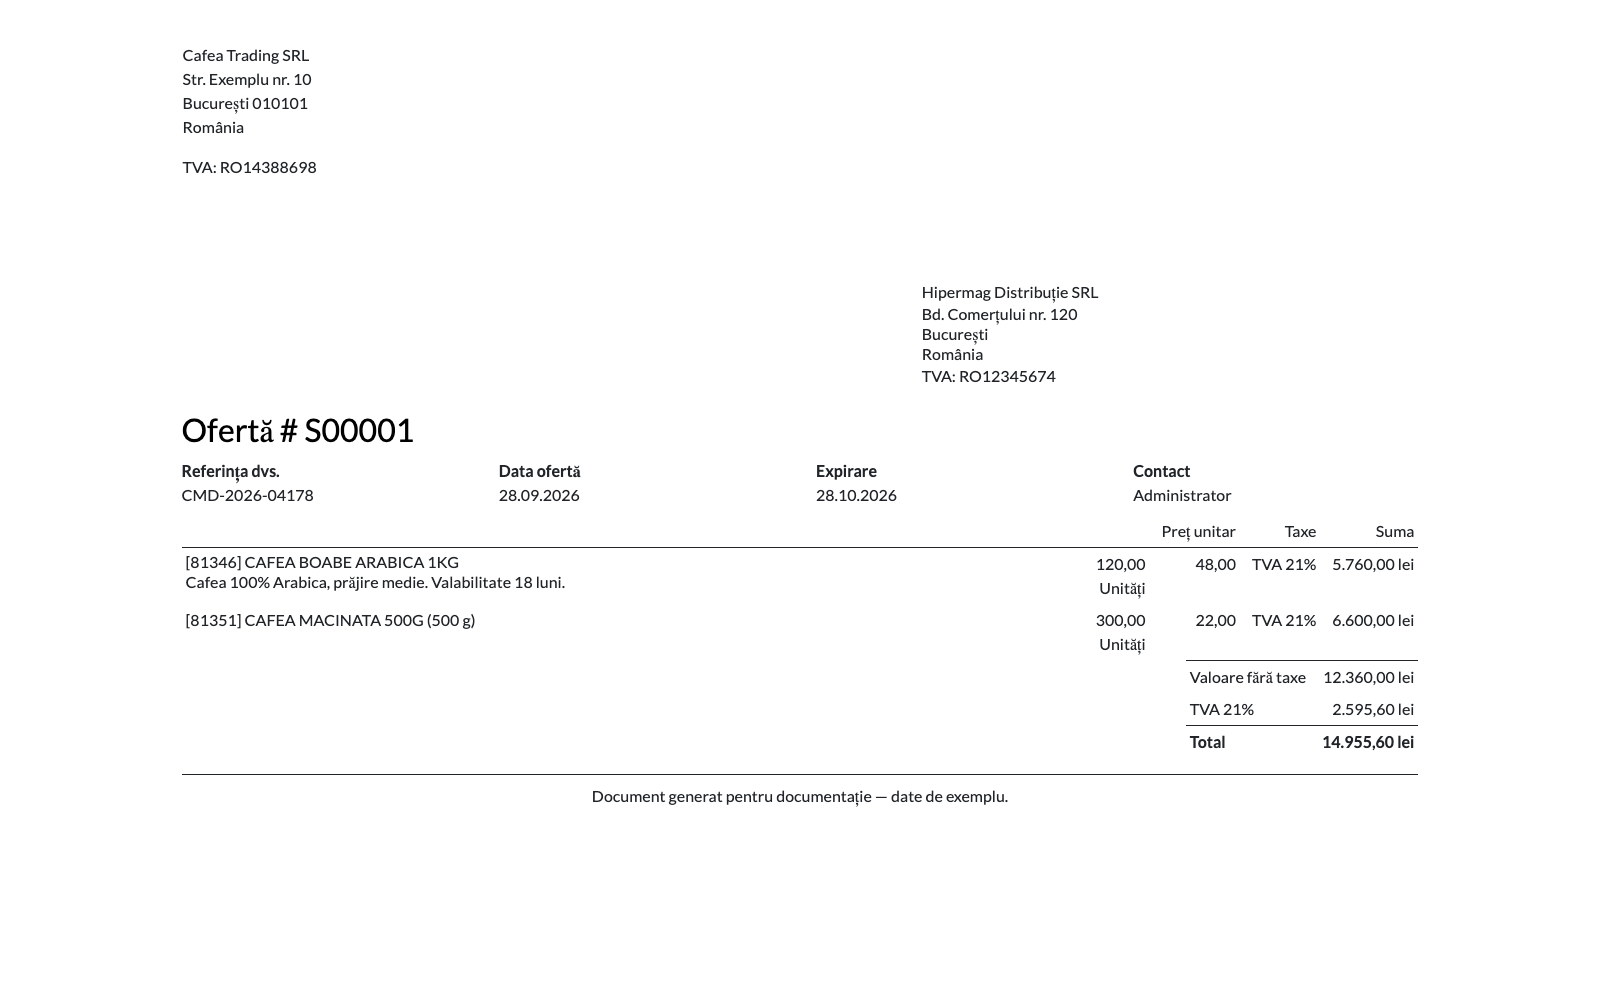 Cafea Trading SRL
Str. Exemplu nr. 10
București 010101
România
TVA: RO14388698
Hipermag Distribuție SRL
Bd. Comerțului nr. 120
București
România
TVA: RO12345674
Ofertă # S00001
Referința dvs. Data ofertă Expirare Contact
CMD-2026-04178 28.09.2026 28.10.2026 Administrator
Preț unitar Taxe Suma
[81346] CAFEA BOABE ARABICA 1KG 120,00 48,00 TVA 21% 5.760,00 lei
Cafea 100% Arabica, prăjire medie. Valabilitate 18 luni. Unități
[81351] CAFEA MACINATA 500G (500 g) 300,00 22,00 TVA 21% 6.600,00 lei
Unități
Valoare fără taxe 12.360,00 lei
TVA 21% 2.595,60 lei
Total 14.955,60 lei
Document generat pentru documentație — date de exemplu.